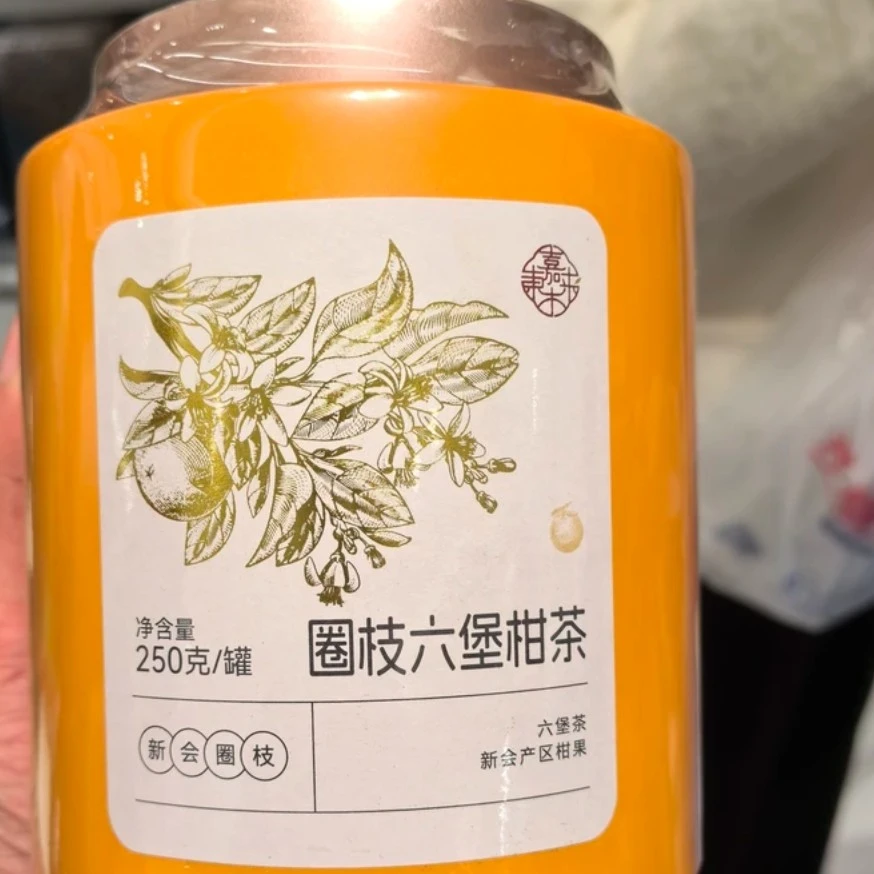 净含量
250克/罐
圈枝六堡柑茶
新会圈枝
六堡茶
新会产区柑果